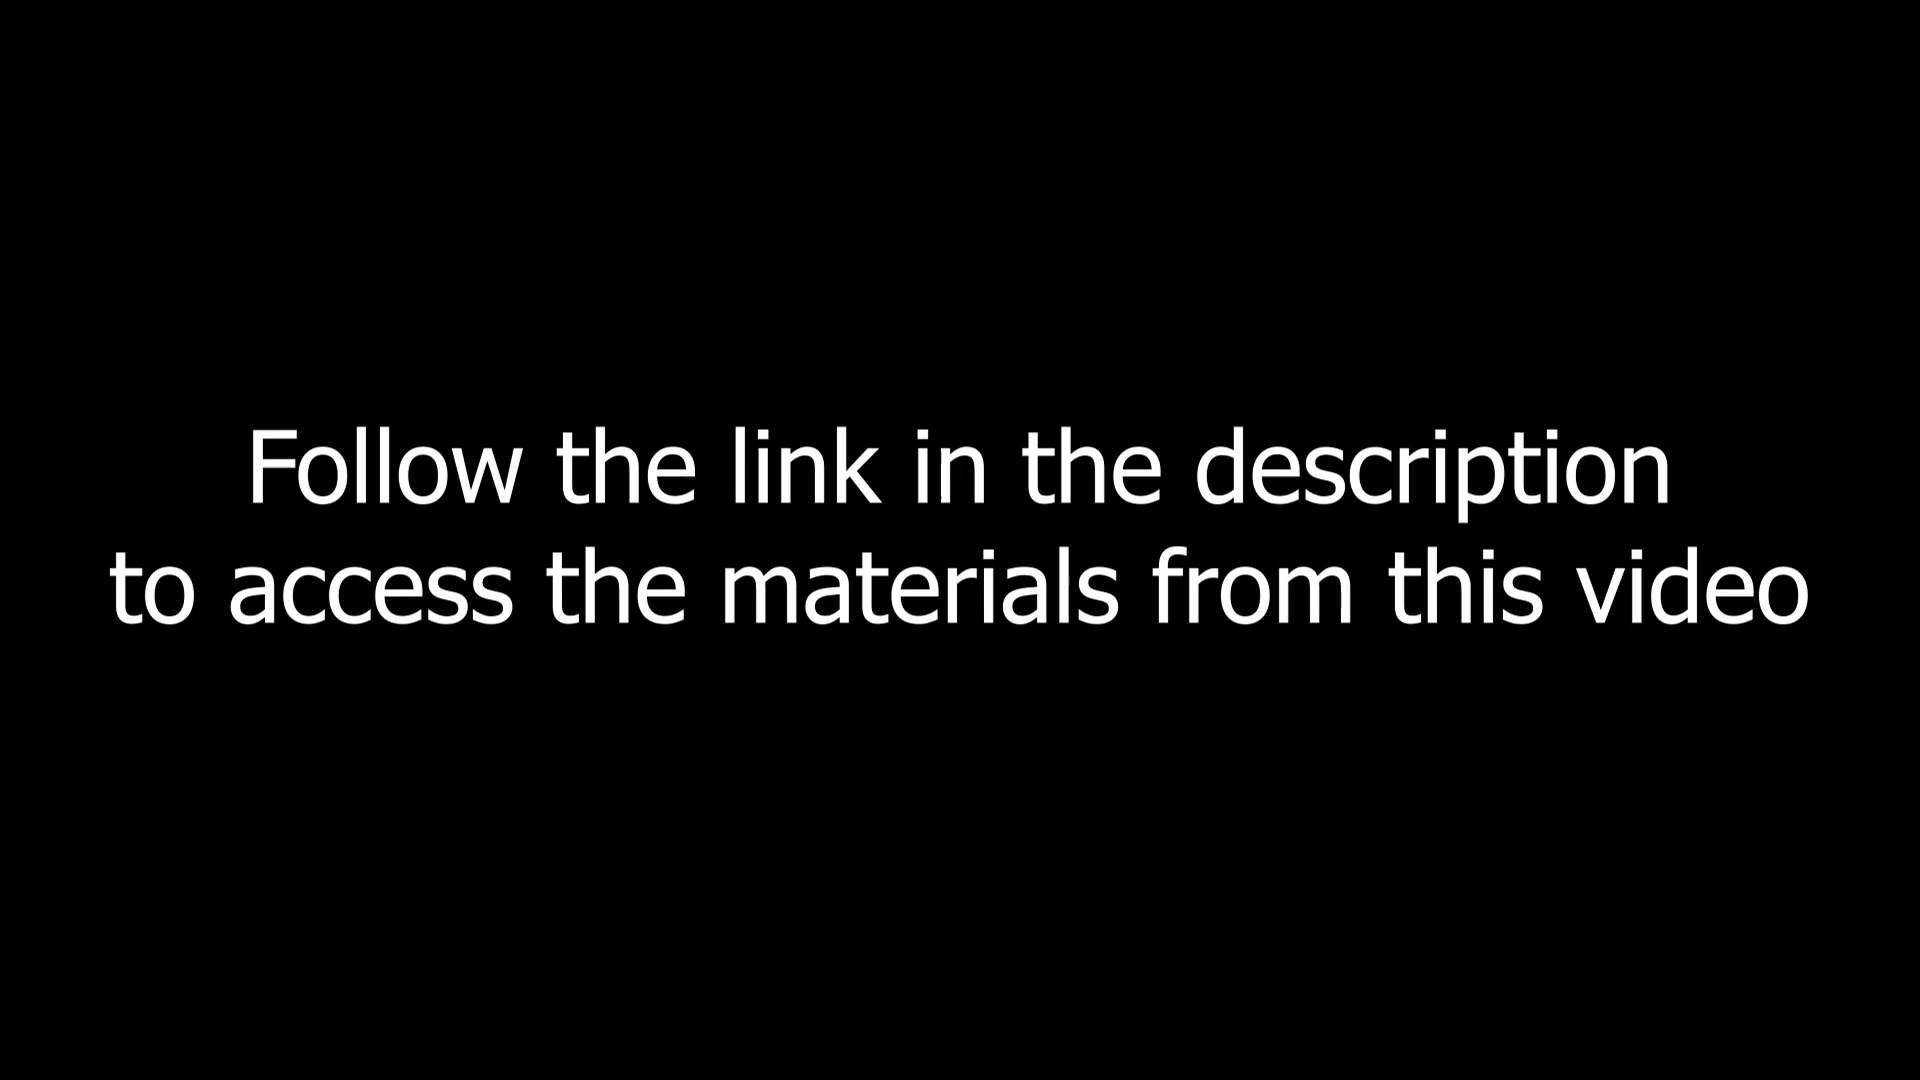 Follow the link in the description
to access the materials from this video